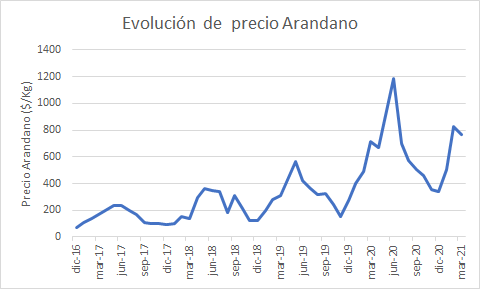 Evolución de precio Arandano
Precio Arandano ($/Kg)
1400
1200
1000
800
600
400
200
0
dic-16
mar-17
jun-17
sep-17
dic-17
mar-18
jun-18
sep-18
dic-18
mar-19
jun-19
sep-19
dic-19
mar-20
jun-20
sep-20
dic-20
mar-21